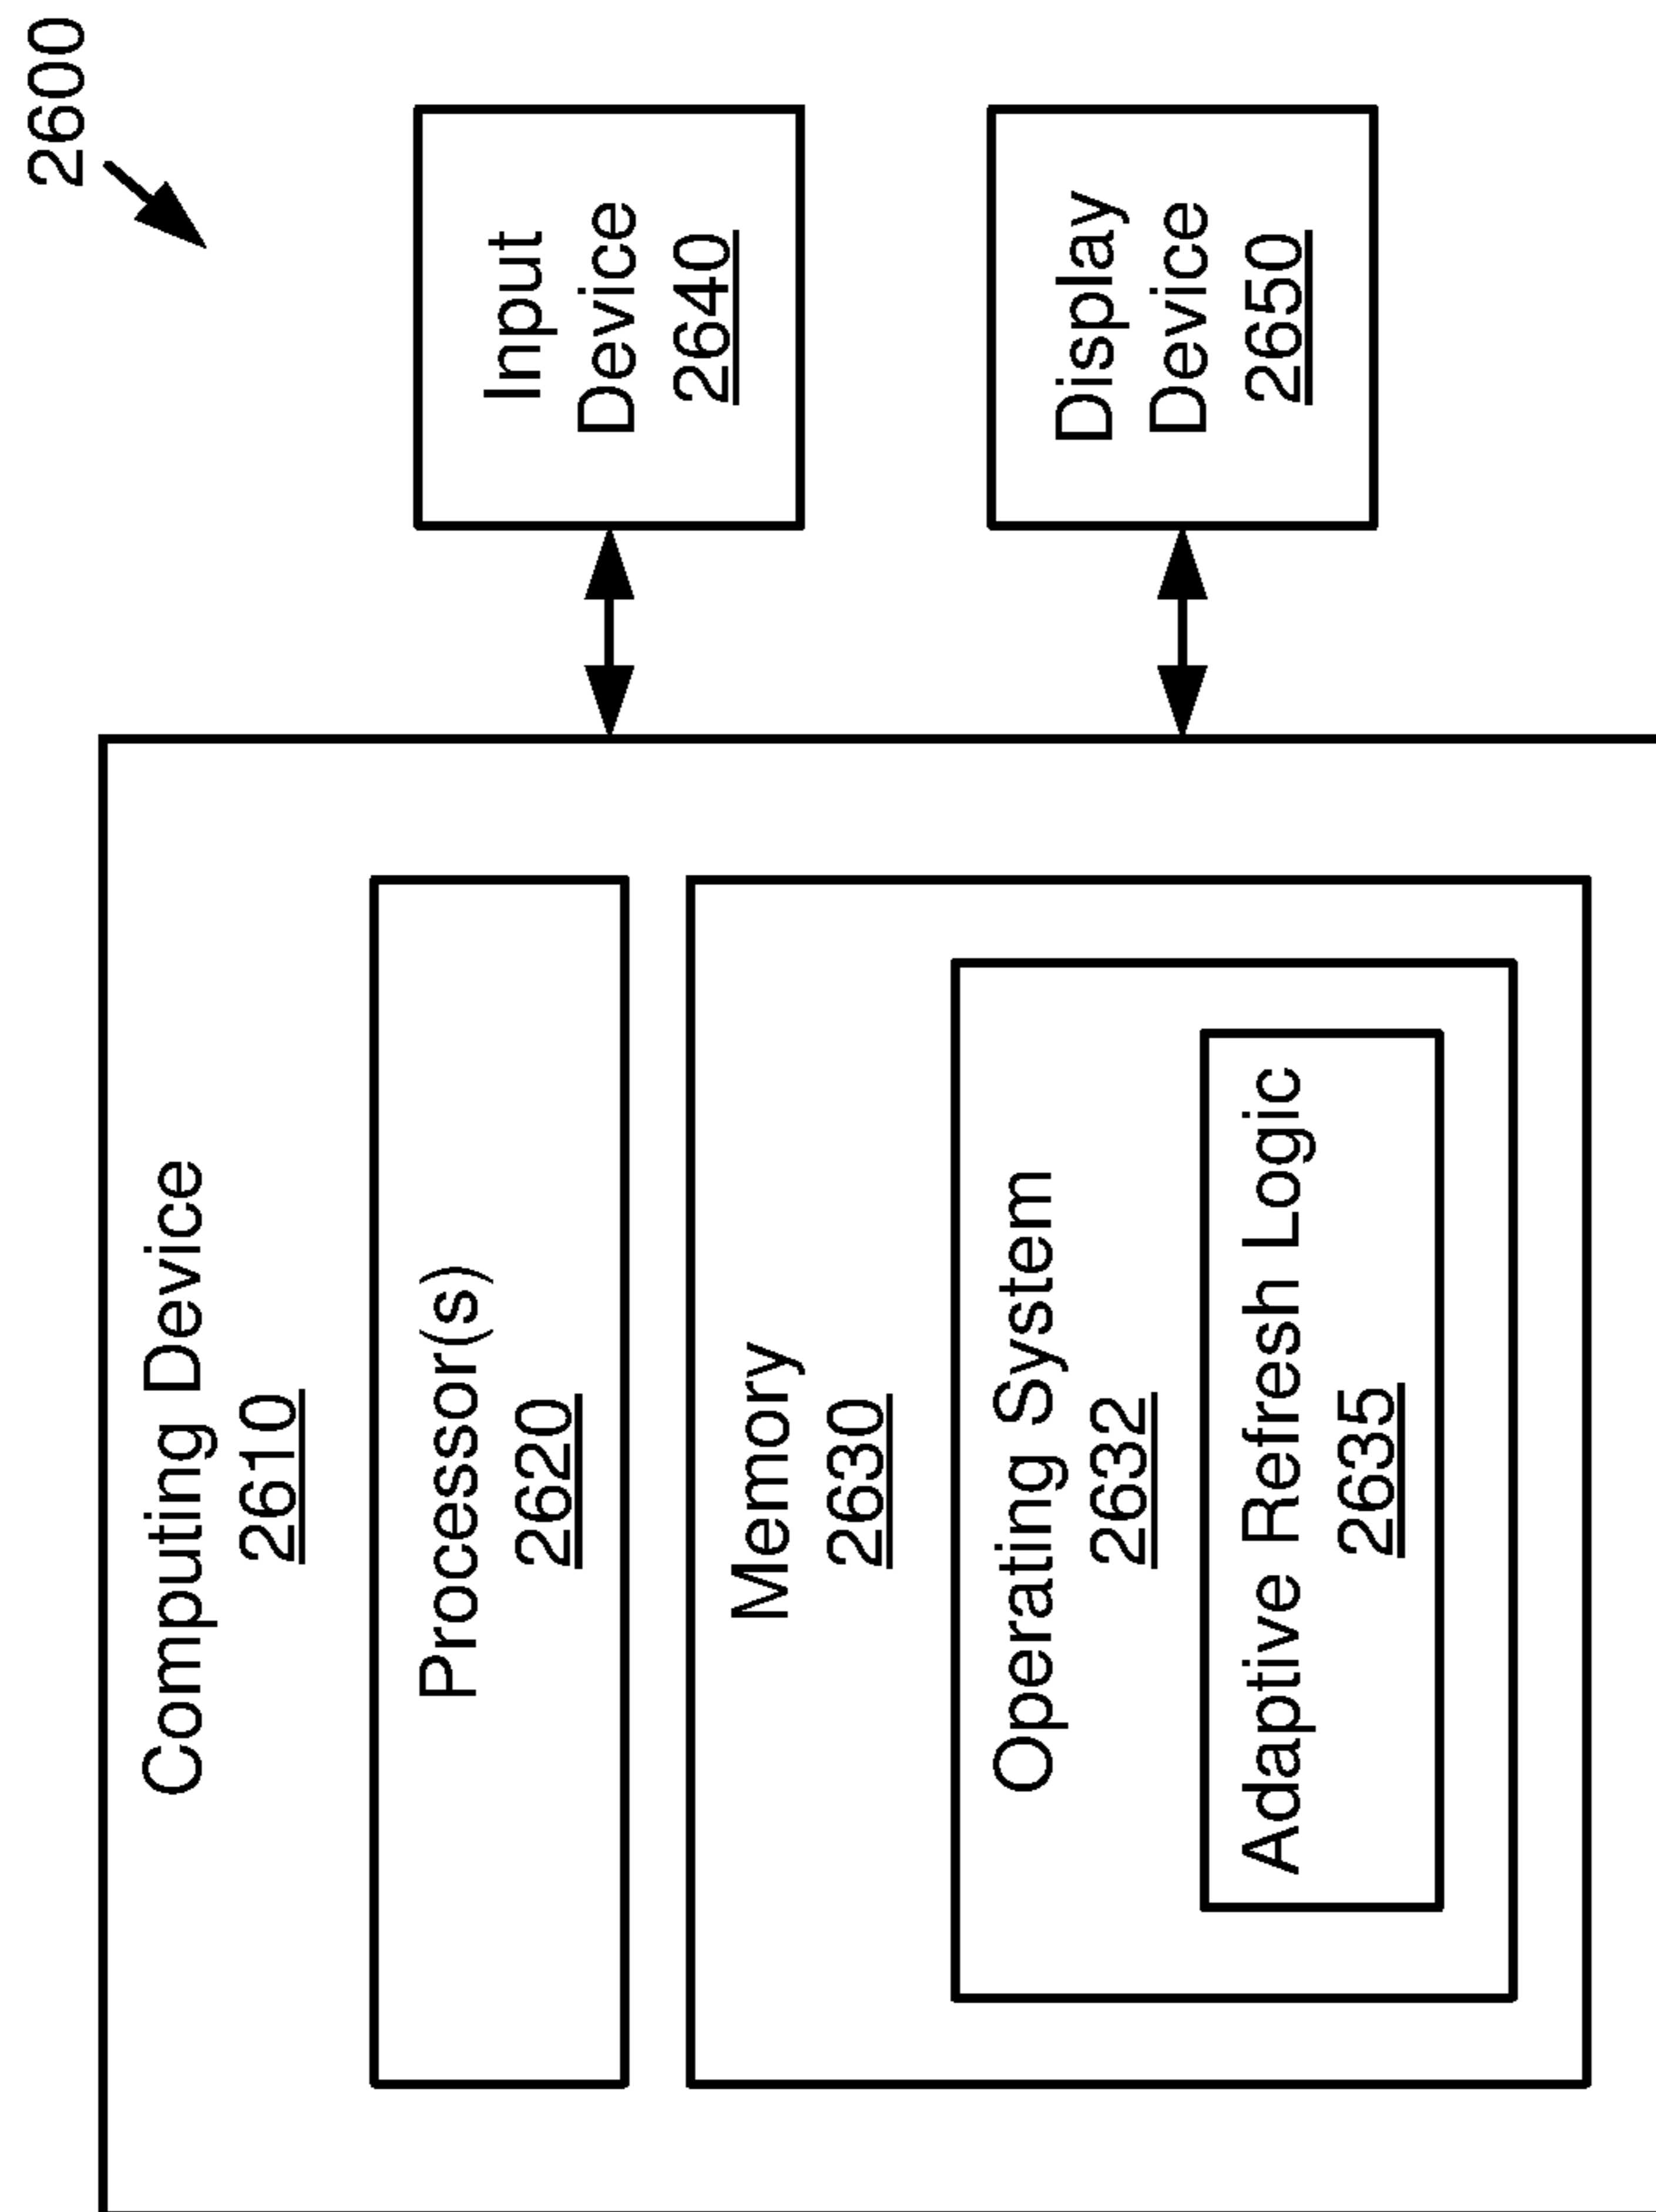 2600
Computing Device
2610
Processor(s)
2620
Memory
2630
Operating System
2632
Adaptive Refresh Logic
2635
Input
Device
2640
Display
Device
2650